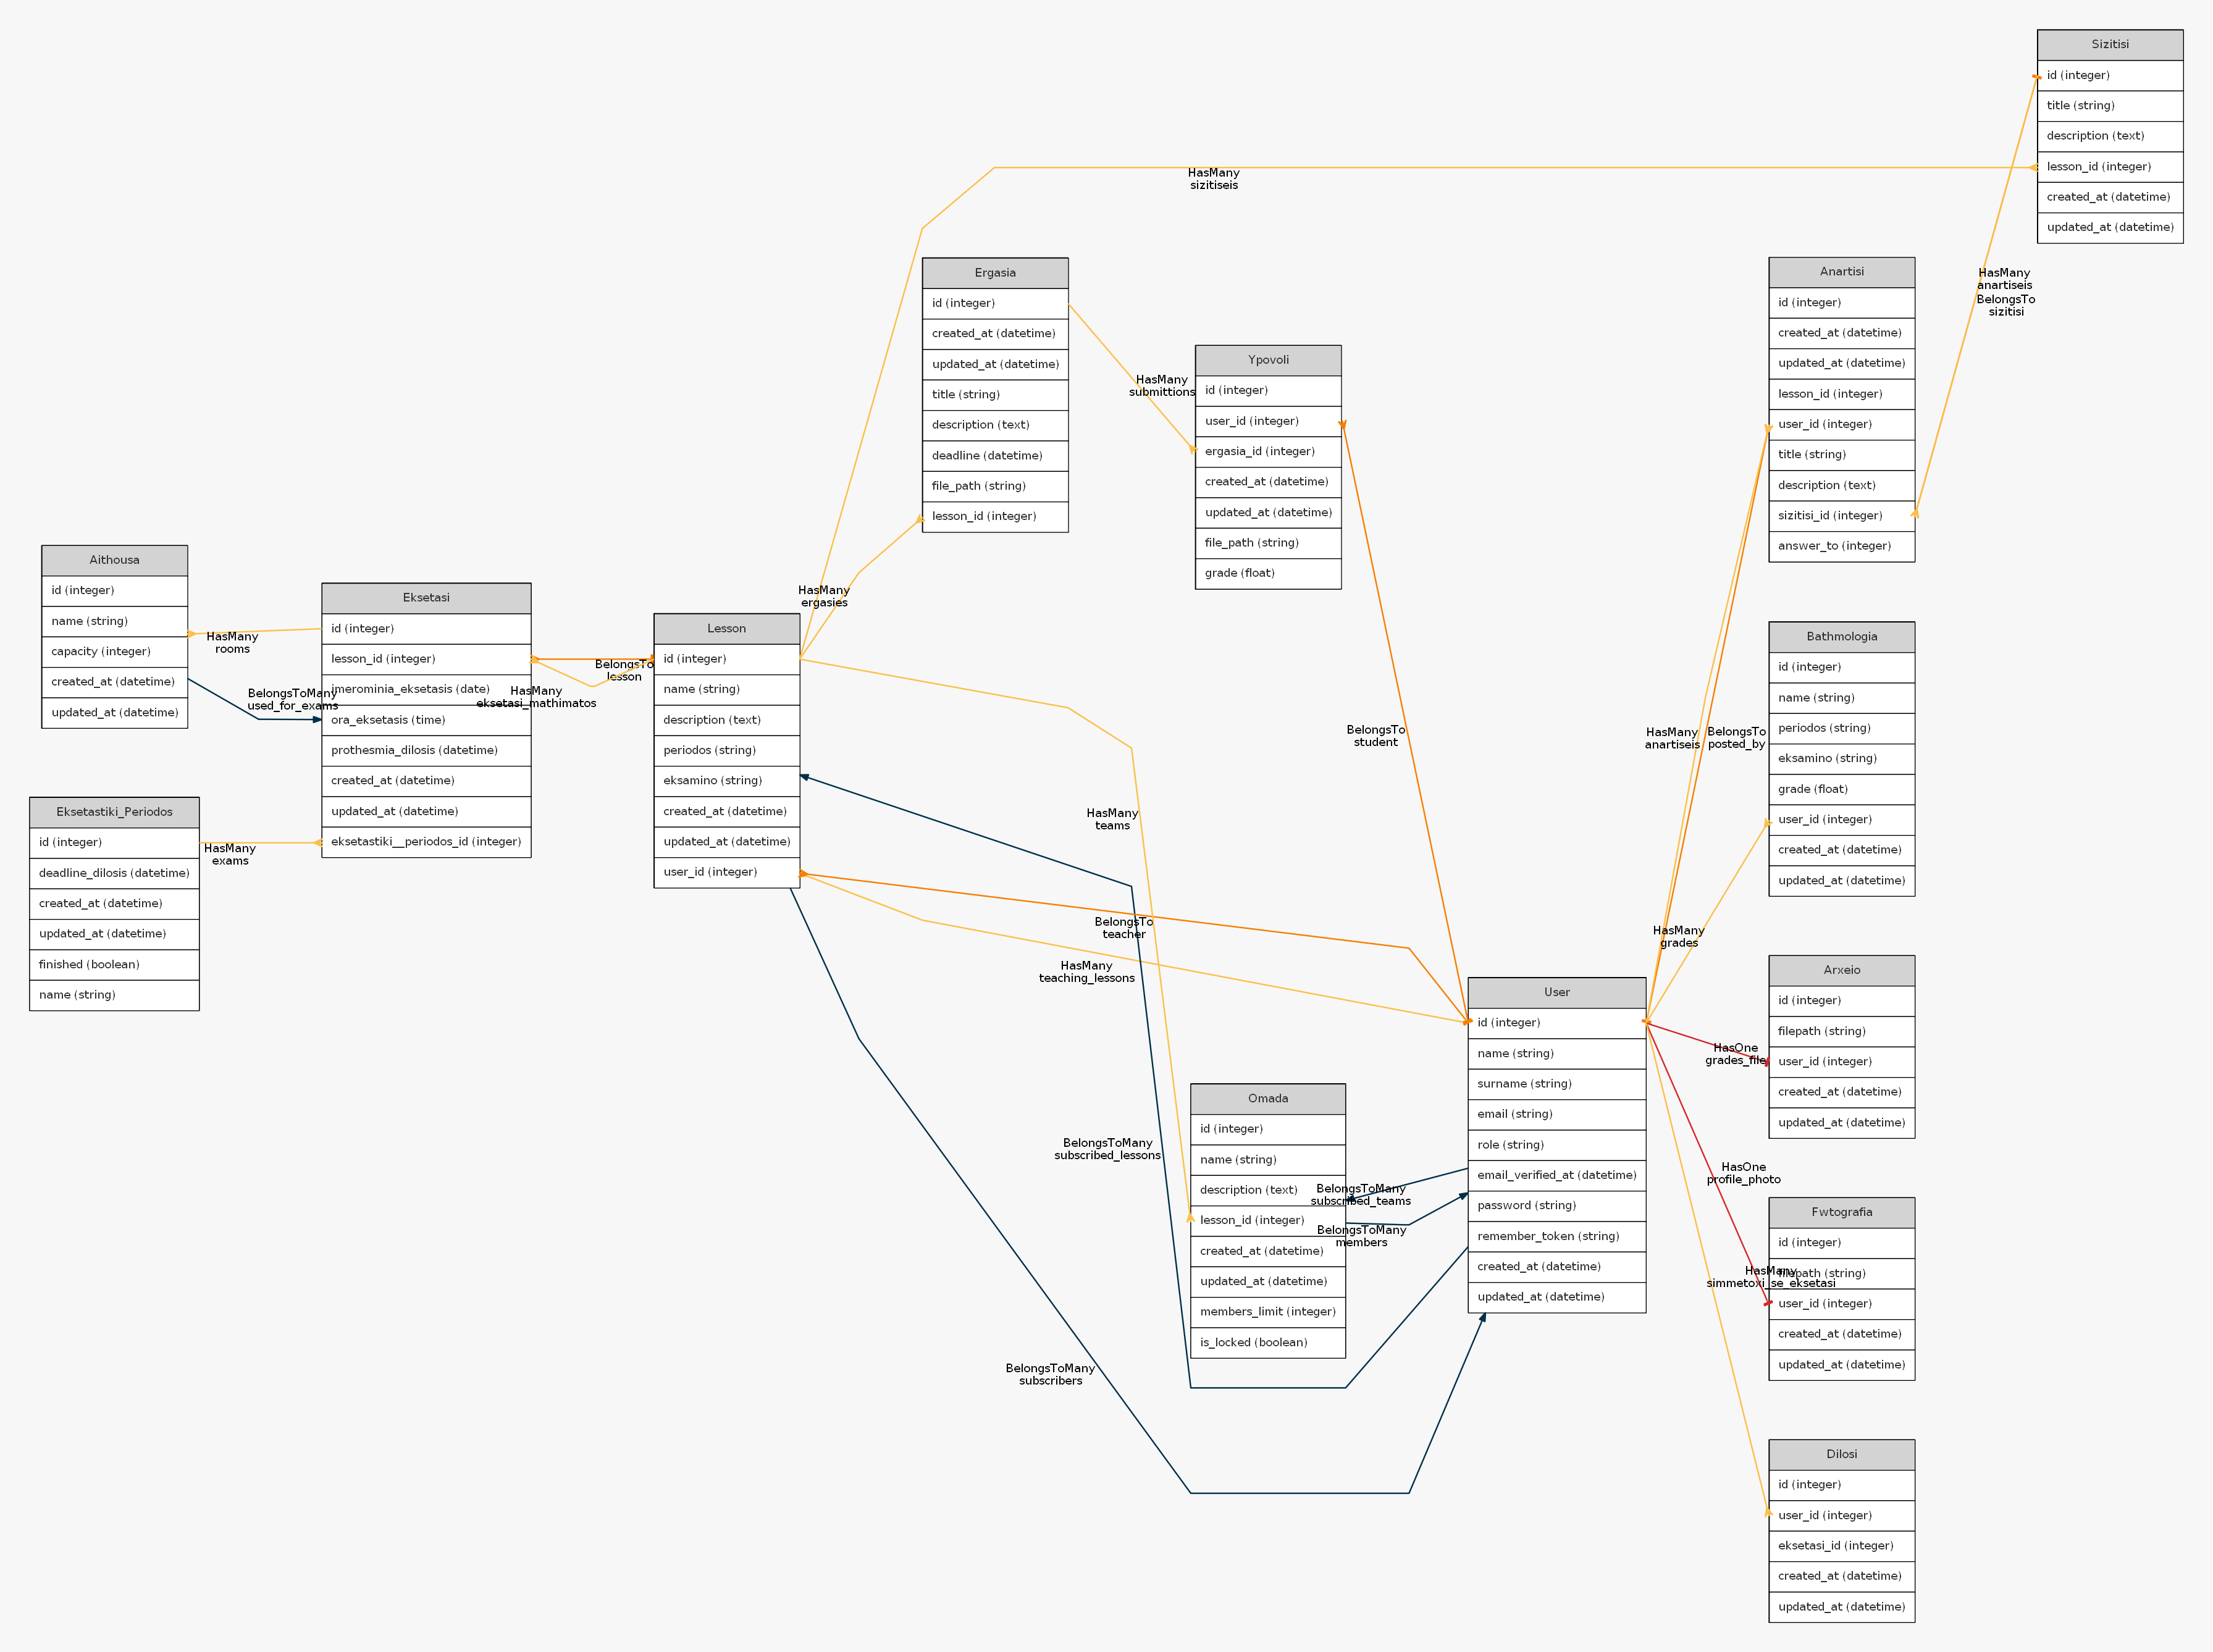 Sizitisi
id (integer)
title (string)
description (text)
lesson_id (integer)
created_at (datetime)
updated_at (datetime)
HasMany
sizitiseis
Ergasia
id (integer)
created_at (datetime)
updated_at (datetime)
title (string)
description (text)
deadline (datetime)
file_path (string)
lesson_id (integer)
Anartisi
id (integer)
created_at (datetime)
updated_at (datetime)
lesson_id (integer)
user_id (integer)
title (string)
description (text)
sizitisi_id (integer)
answer_to (integer)
HasMany
anartiseis
BelongsTo
sizitisi
Ypovoli
id (integer)
user_id (integer)
ergasia_id (integer)
created_at (datetime)
updated_at (datetime)
file_path (string)
grade (float)
HasMany
submittions
Aithousa
id (integer)
name (string)
capacity (integer)
created_at (datetime)
updated_at (datetime)
HasMany
rooms
BelongsToMany
used_for_exams
Eksetasi
id (integer)
lesson_id (integer)
imerominia_eksetasis (date)
ora_eksetasis (time)
prothesmia_dilosis (datetime)
created_at (datetime)
updated_at (datetime)
eksetastiki__periodos_id (integer)
HasMany
eksetasi_mathimatos
BelongsTo
lesson
Lesson
id (integer)
name (string)
description (text)
periodos (string)
eksamino (string)
created_at (datetime)
updated_at (datetime)
user_id (integer)
HasMany
ergasies
Eksetastiki_Periodos
id (integer)
deadline_dilosis (datetime)
created_at (datetime)
updated_at (datetime)
finished (boolean)
name (string)
HasMany
exams
HasMany
teams
BelongsTo
student
HasMany
anartiseis
BelongsTo
posted_by
Bathmologia
id (integer)
name (string)
periodos (string)
eksamino (string)
grade (float)
user_id (integer)
created_at (datetime)
updated_at (datetime)
BelongsTo
teacher
HasMany
teaching_lessons
HasMany
grades
Arxeio
id (integer)
filepath (string)
user_id (integer)
created_at (datetime)
updated_at (datetime)
User
id (integer)
name (string)
surname (string)
email (string)
role (string)
email_verified_at (datetime)
password (string)
remember_token (string)
created_at (datetime)
updated_at (datetime)
HasOne
grades_file
Omada
id (integer)
name (string)
description (text)
lesson_id (integer)
created_at (datetime)
updated_at (datetime)
members_limit (integer)
is_locked (boolean)
BelongsToMany
subscribed_lessons
BelongsToMany
subscribed_teams
BelongsToMany
members
HasOne
profile_photo
Fwtografia
id (integer)
filepath (string)
user_id (integer)
created_at (datetime)
updated_at (datetime)
HasMany
simmetoxi_se_eksetasi
BelongsToMany
subscribers
Dilosi
id (integer)
user_id (integer)
eksetasi_id (integer)
created_at (datetime)
updated_at (datetime)